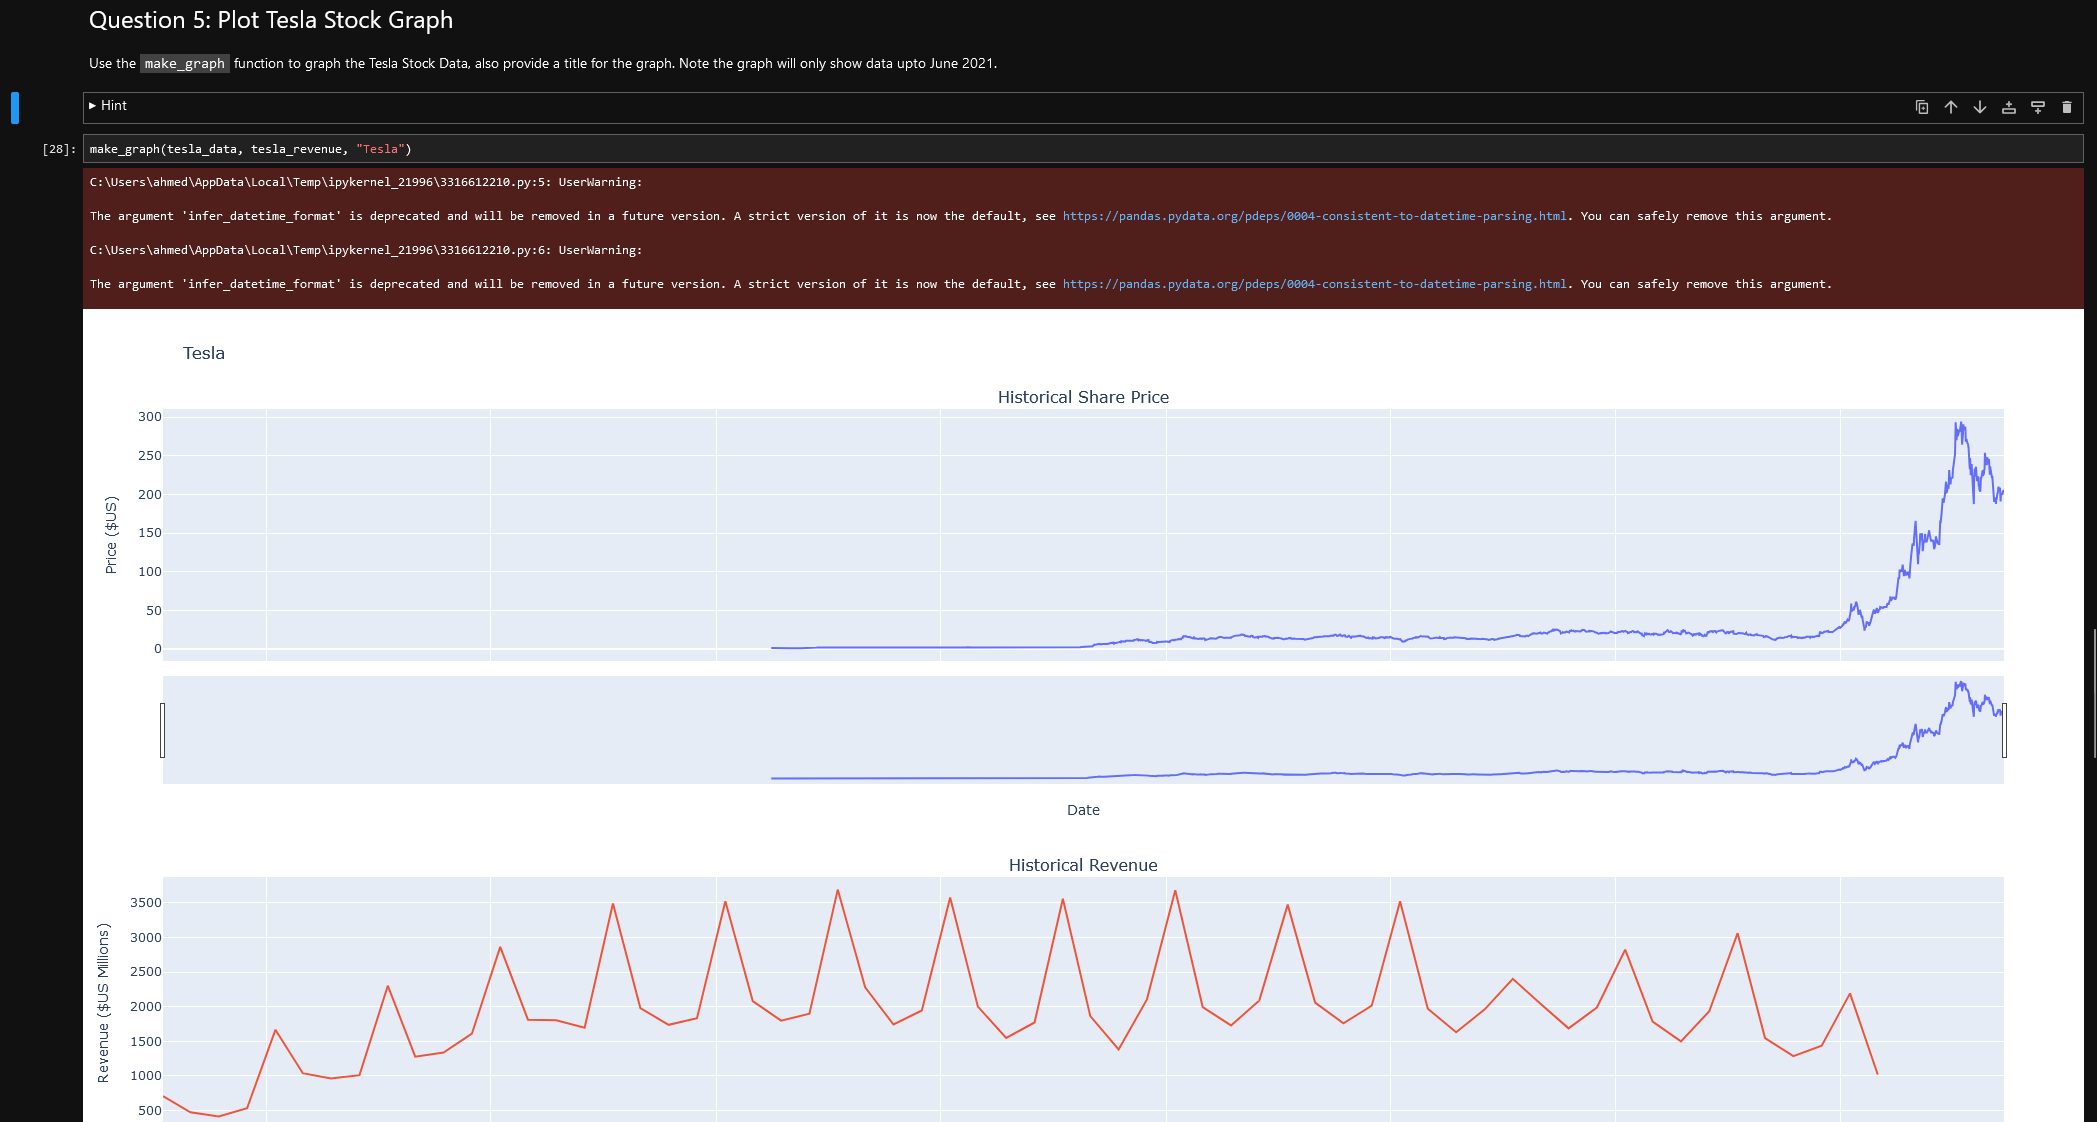 Question 5: Plot Tesla Stock Graph
Use the make_graph function to graph the Tesla Stock Data, also provide a title for the graph. Note the graph will only show data upto June 2021.
Hint
[28]:
make_graph(tesla_data, tesla_revenue, "Tesla")
C:\Users\ahmed\AppData\Local\Temp\ipykernel_21996\3316612210.py:5: UserWarning:
The argument 'infer_datetime_format' is deprecated and will be removed in a future version. A strict version of it is now the default, see https://pandas.pydata.org/pdeps/0004-consistent-to-datetime-parsing.html. You can safely remove this argument.
C:\Users\ahmed\AppData\Local\Temp\ipykernel_21996\3316612210.py:6: UserWarning:
The argument 'infer_datetime_format' is deprecated and will be removed in a future version. A strict version of it is now the default, see https://pandas.pydata.org/pdeps/0004-consistent-to-datetime-parsing.html. You can safely remove this argument.
Tesla
Historical Share Price
300
250
200
150
100
50
0
Price ($US)
Date
Historical Revenue
3500
3000
2500
2000
1500
1000
500
Revenue ($US Millions)